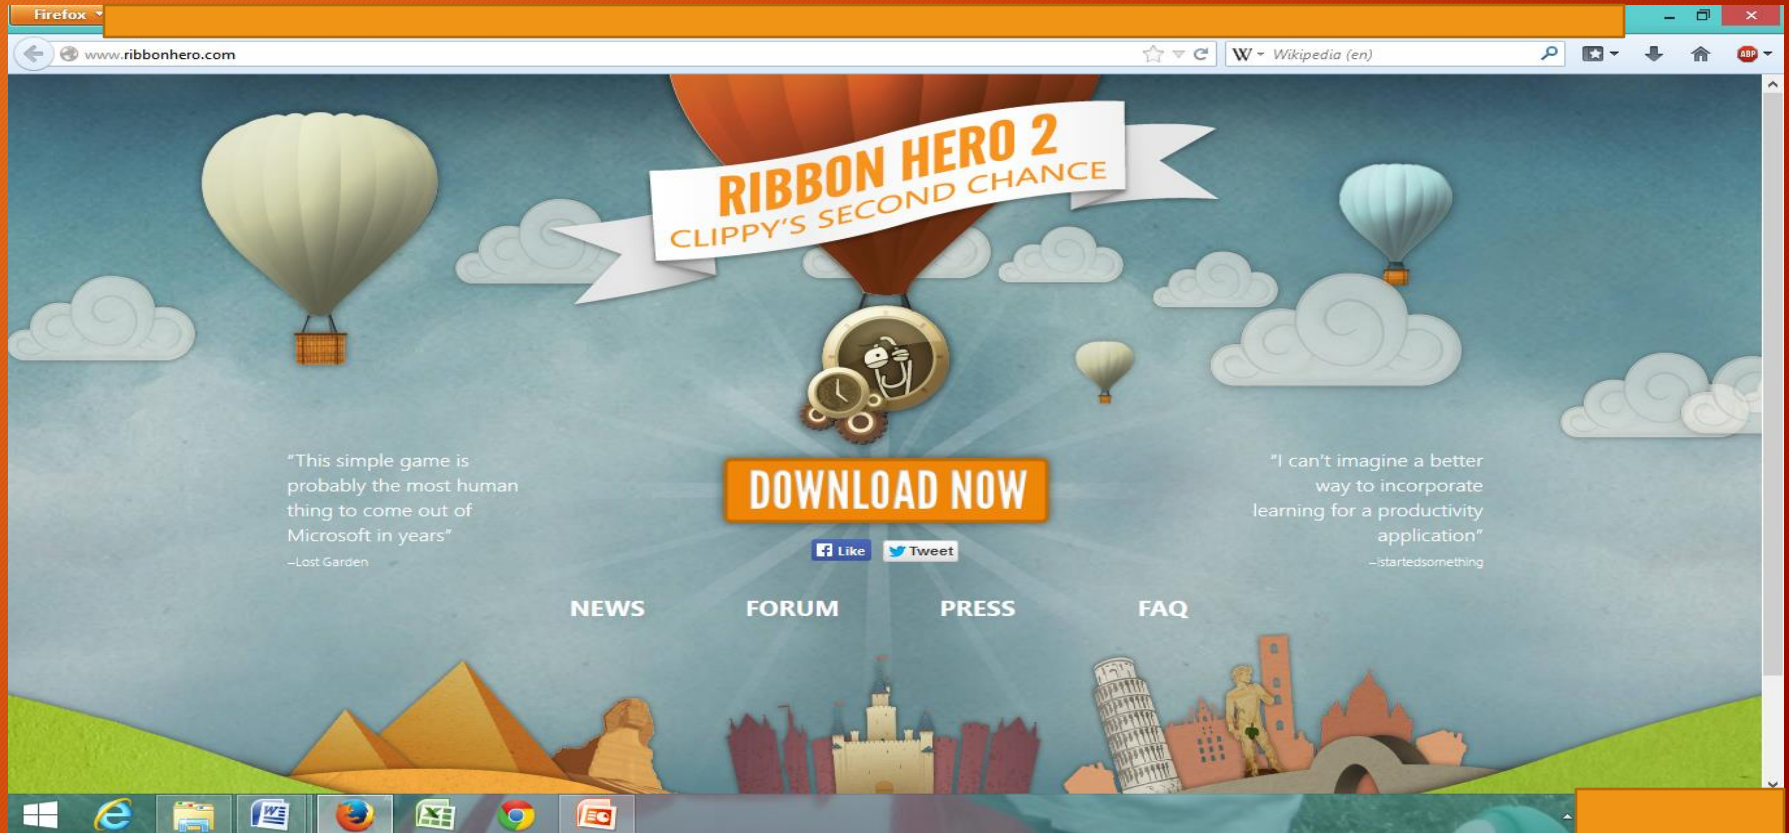 Firefox
www.ribbonhero.com
W Wikipedia (en)
ABP
RIBBON HERO 2
CLIPPY'S SECOND CHANCE
"This simple game is
probably the most human
thing to come out of
Microsoft in years"
–Lost Garden
DOWNLOAD NOW
Like
Tweet
"I can't imagine a better
way to incorporate
learning for a productivity
application"
–istartedsomething
NEWS
FORUM
PRESS
FAQ